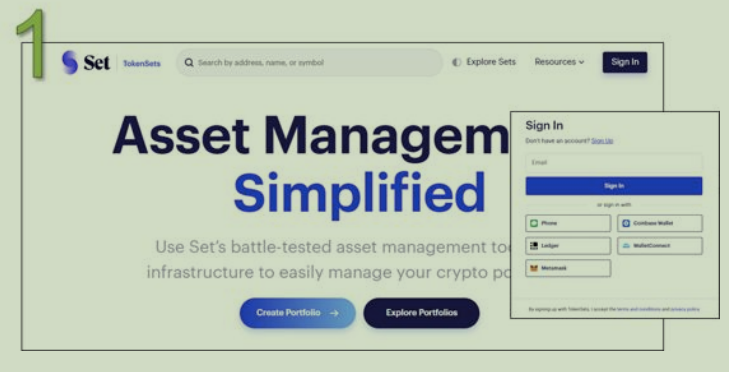 1
Set TokenSets Search by address, name, or symbol Explore Sets Resources Sign In
Asset Managem
Simplified
Use Set's battle-tested asset management to
infrastructure to easily manage your crypto po
Create Portfolio → Explore Portfolios
Sign In
Don't have an account? Sign Up
Email
Sign In
or sign in with
Phone Coinbase Wallet
Ledger WalletConnect
Metamask
By signing up with TokenSets, I accept the terms and conditions and privacy policy.